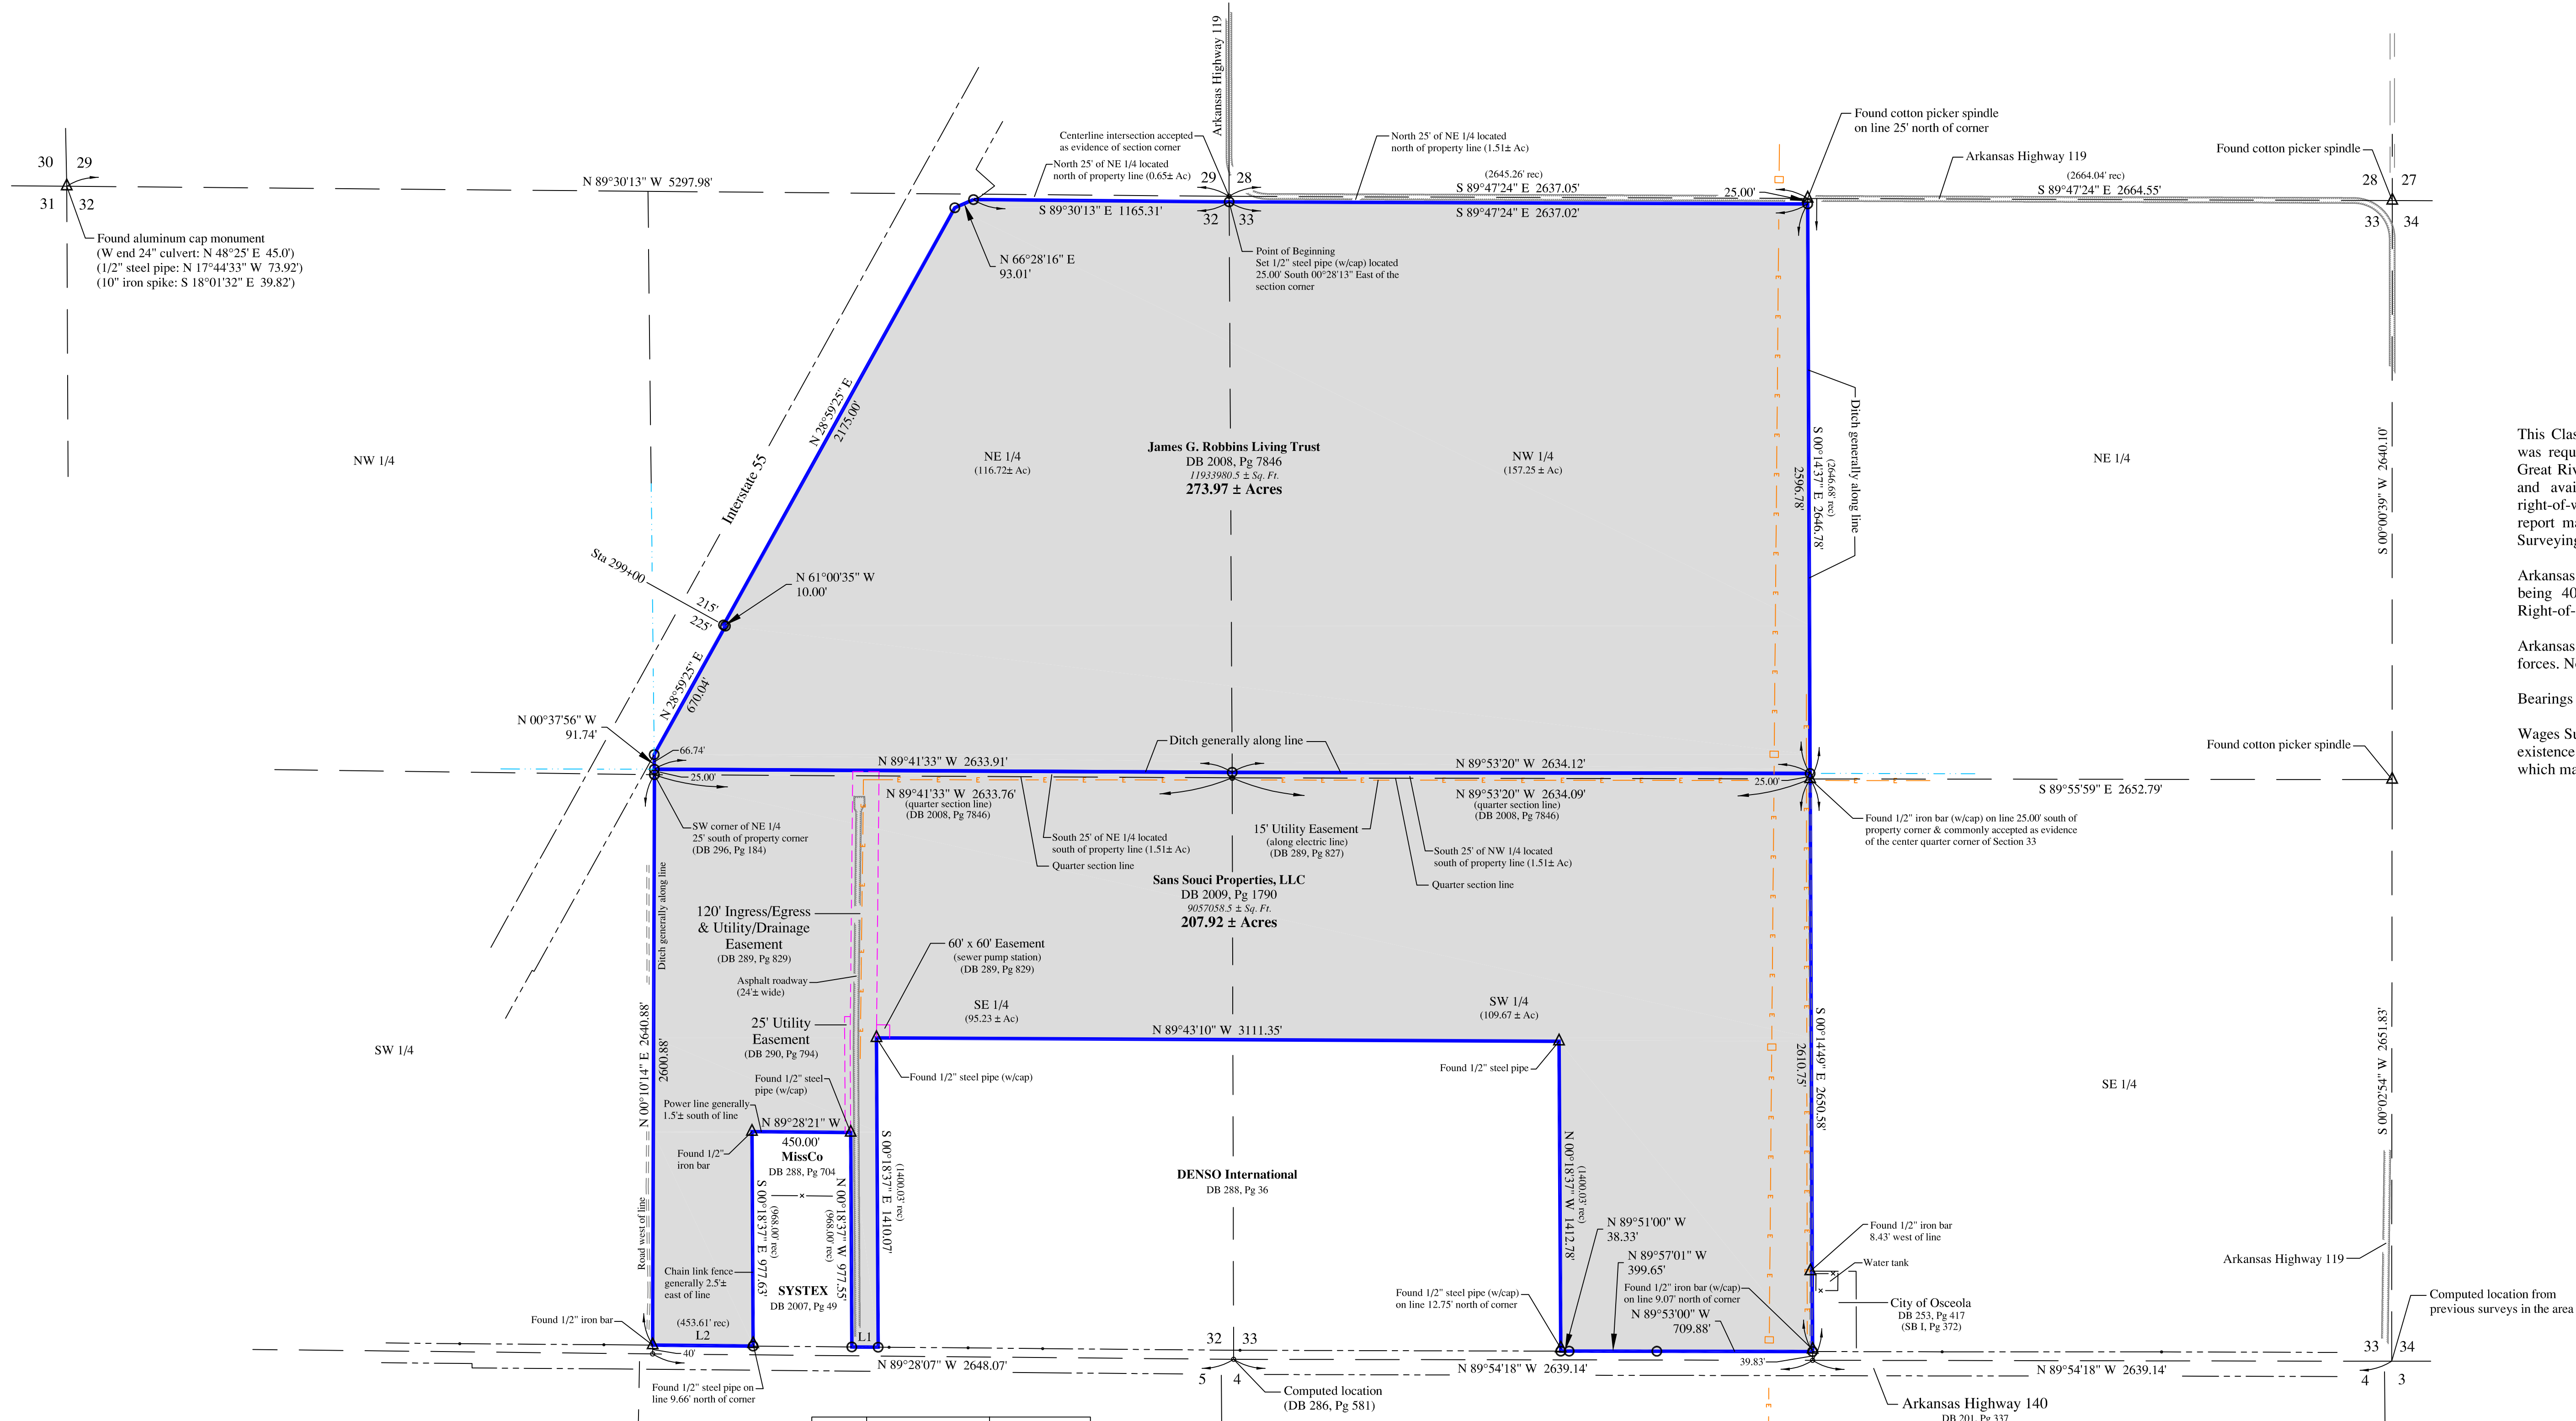 Arkansas Highway 119
30
29
31
32
N 89°30'13" W  5297.98'
Found aluminum cap monument
(W end 24" culvert: N 48°25' E  45.0')
(1/2" steel pipe: N 17°44'33" W  73.92')
(10" iron spike: S 18°01'32" E  39.82')
Centerline intersection accepted
as evidence of section corner
North 25' of NE 1/4 located
north of property line (0.65± Ac)
29
28
32
33
North 25' of NE 1/4 located
north of property line (1.51± Ac)
(2645.26' rec)
S 89°47'24" E  2637.05'
S 89°30'13" E  1165.31'
S 89°47'24" E  2637.02'
25.00'
Found cotton picker spindle
on line 25' north of corner
Arkansas Highway 119
(2664.04' rec)
S 89°47'24" E  2664.55'
Found cotton picker spindle
28
27
33
34
N 66°28'16" E
93.01'
Point of Beginning
Set 1/2" steel pipe (w/cap) located
25.00' South 00°28'13" East of the
section corner
N 28°59'25" E
2175.00'
Interstate 55
NW 1/4
NE 1/4
(116.72± Ac)
James G. Robbins Living Trust
DB 2008, Pg 7846
11933980.5 ± Sq. Ft.
273.97 ± Acres
NW 1/4
(157.25 ± Ac)
Ditch generally along line
(2646.68' rec)
S 00°14'37" E  2646.78'
2596.78'
NE 1/4
S 00°00'39" W  2640.10'
This Clas
was requ
Great Riv
and avai
right-of-v
report ma
Surveying
Arkansas
being 40
Right-of-
Arkansas
forces. N
Bearings
Wages Su
existence
which ma
Sta 299+00
215'
225'
N 61°00'35" W
10.00'
N 28°59'25" E
670.04'
N 00°37'56" W
91.74'
66.74'
25.00'
N 89°41'33" W  2633.91'
Ditch generally along line
N 89°53'20" W  2634.12'
N 89°41'33" W  2633.76'
(quarter section line)
(DB 2008, Pg 7846)
N 89°53'20" W  2634.09'
(quarter section line)
(DB 2008, Pg 7846)
25.00'
Found cotton picker spindle
S 89°55'59" E  2652.79'
SW corner of NE 1/4
25' south of property corner
(DB 296, Pg 184)
South 25' of NE 1/4 located
south of property line (1.51± Ac)
Quarter section line
15' Utility Easement
(along electric line)
(DB 289, Pg 827)
South 25' of NW 1/4 located
south of property line (1.51± Ac)
Quarter section line
Found 1/2" iron bar (w/cap) on line 25.00' south of
property corner & commonly accepted as evidence
of the center quarter corner of Section 33
Ditch generally along line
Sans Souci Properties, LLC
DB 2009, Pg 1790
9057058.5 ± Sq. Ft.
207.92 ± Acres
120' Ingress/Egress
& Utility/Drainage
Easement
(DB 289, Pg 829)
Asphalt roadway
(24'± wide)
60' x 60' Easement
(sewer pump station)
(DB 289, Pg 829)
SE 1/4
(95.23 ± Ac)
SW 1/4
(109.67 ± Ac)
N 89°43'10" W  3111.35'
25' Utility
Easement
(DB 290, Pg 794)
SW 1/4
N 00°10'14" E  2640.88'
2600.88'
S 00°14'49" E  2650.58'
2610.75'
SE 1/4
S 00°02'54" W  2651.83'
Found 1/2" steel
pipe (w/cap)
Found 1/2" steel pipe (w/cap)
Found 1/2" steel pipe
Power line generally
1.5'± south of line
N 89°28'21" W
450.00'
MissCo
DB 288, Pg 704
Found 1/2"
iron bar
S 00°18'37" E  977.63'
(968.00' rec)
N 00°18'37" W  977.55'
(968.00' rec)
S 00°18'37" E  1410.07'
(1400.03' rec)
DENSO International
DB 288, Pg 36
N 00°18'37" W  1412.78'
(1400.03' rec)
Road west of line
Chain link fence
generally 2.5'±
east of line
SYSTEX
DB 2007, Pg 49
N 89°51'00" W
38.33'
N 89°57'01" W
399.65'
Found 1/2" iron bar (w/cap)
on line 9.07' north of corner
N 89°53'00" W
709.88'
Found 1/2" steel pipe (w/cap)
on line 12.75' north of corner
Found 1/2" iron bar
8.43' west of line
Water tank
City of Osceola
DB 253, Pg 417
(SB I, Pg 372)
Arkansas Highway 119
Computed location from
previous surveys in the area
Found 1/2" iron bar
(453.61' rec)
L2
L1
40'
N 89°28'07" W  2648.07'
32
33
5
4
N 89°54'18" W  2639.14'
39.83'
N 89°54'18" W  2639.14'
33
34
4
3
Found 1/2" steel pipe on
line 9.66' north of corner
Computed location
(DB 286, Pg 581)
Arkansas Highway 140
DB 201, Pg 337